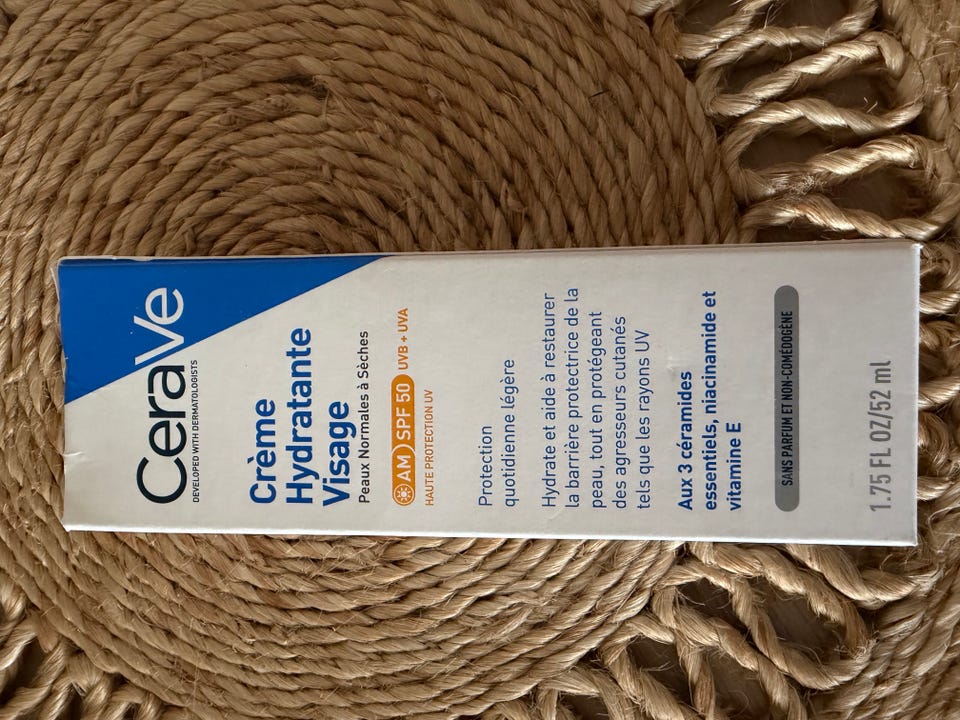 CeraVe
DEVELOPED WITH DERMATOLOGISTS
Crème
Hydratante
Visage
Peaux Normales à Sèches
AM SPF 50 UVB + UVA
HAUTE PROTECTION UV
Protection
quotidienne légère
Hydrate et aide à restaurer
la barrière protectrice de la
peau, tout en protégeant
des agresseurs cutanés
tels que les rayons UV
Aux 3 céramides
essentiels, niacinamide et
vitamine E
SANS PARFUM ET NON-COMÉDOGÈNE
1.75 FL OZ/52 ml